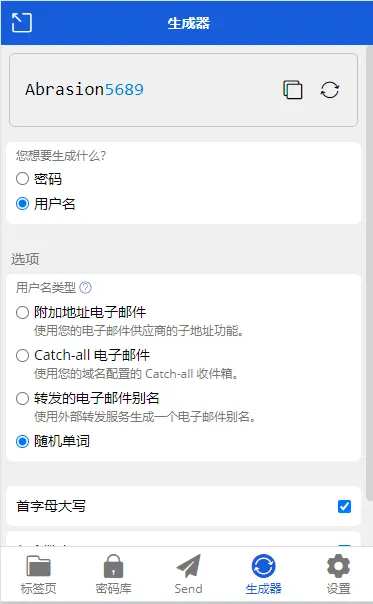 生成器
Abrasion5689
您想要生成什么?
密码
用户名
选项
用户名类型
附加地址电子邮件
使用您的电子邮件供应商的子地址功能。
Catch-all 电子邮件
使用您的域名配置的 Catch-all 收件箱。
转发的电子邮件别名
使用外部转发服务生成一个电子邮件别名。
随机单词
首字母大写
标签页
密码库
Send
生成器
设置